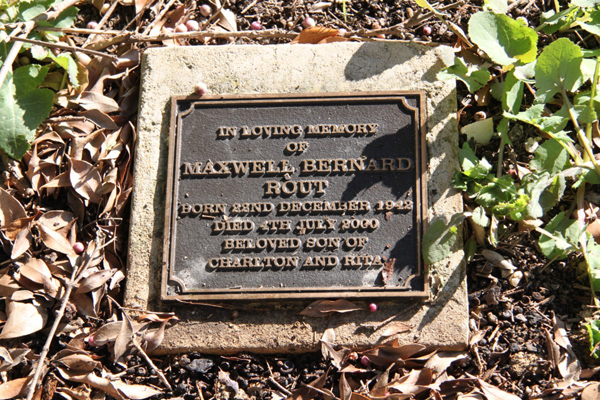 IN LOVING MEMORY
OF
MAXWELL BERNARD
ROUT
BORN 22ND DECEMBER 1942
DIED 4TH JULY 2000
BELOVED SON OF
CHARLTON AND RITA